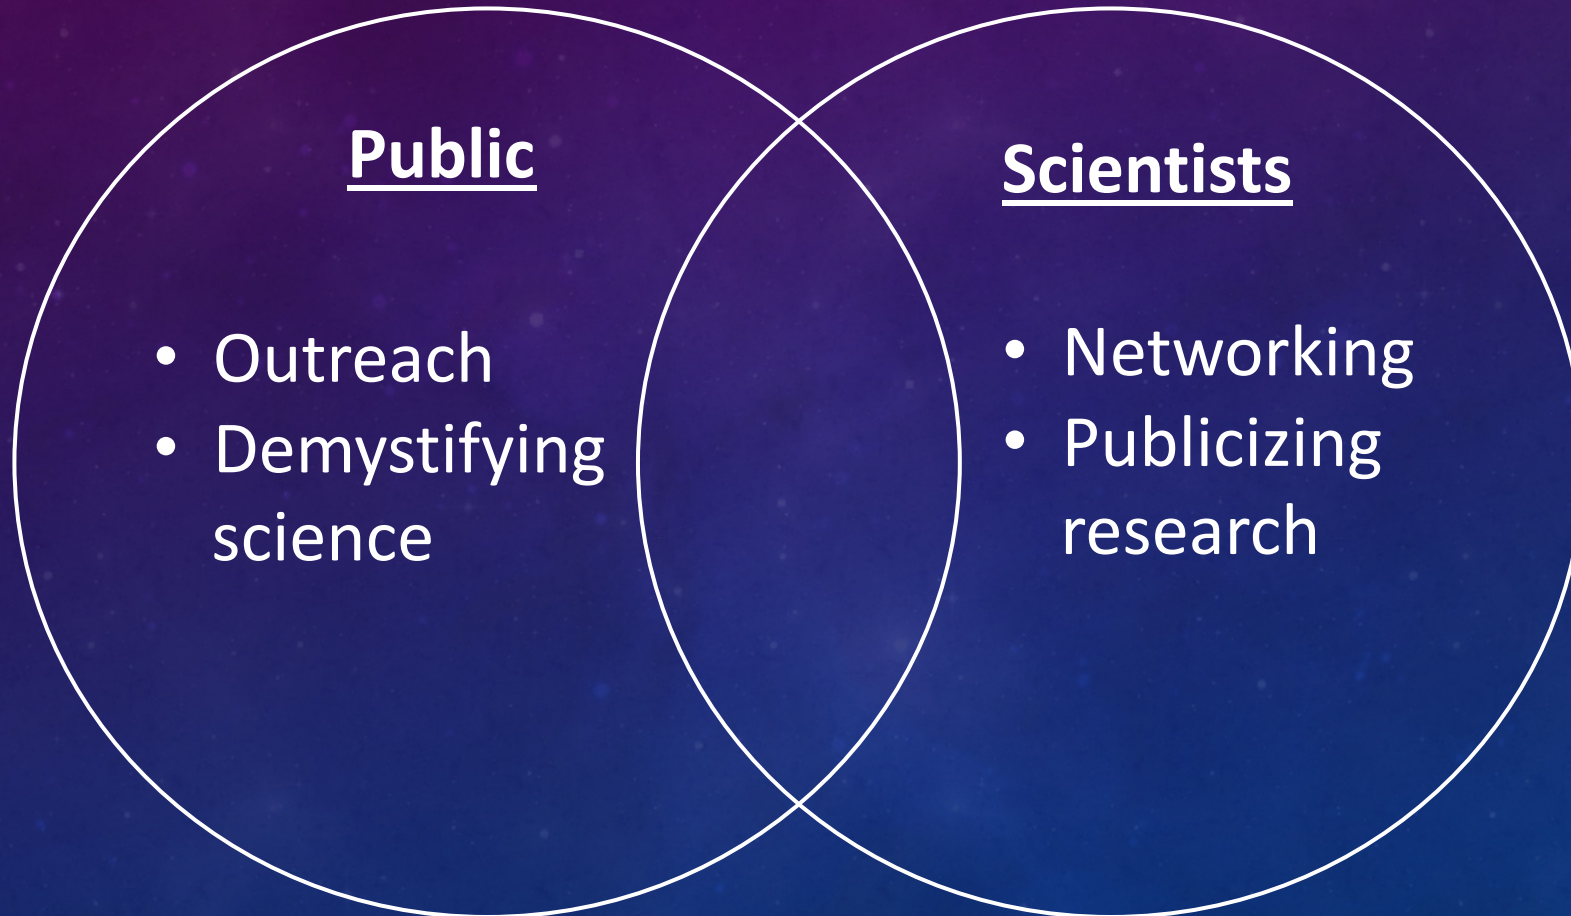 Public
• Outreach
• Demystifying
science
Scientists
• Networking
• Publicizing
research